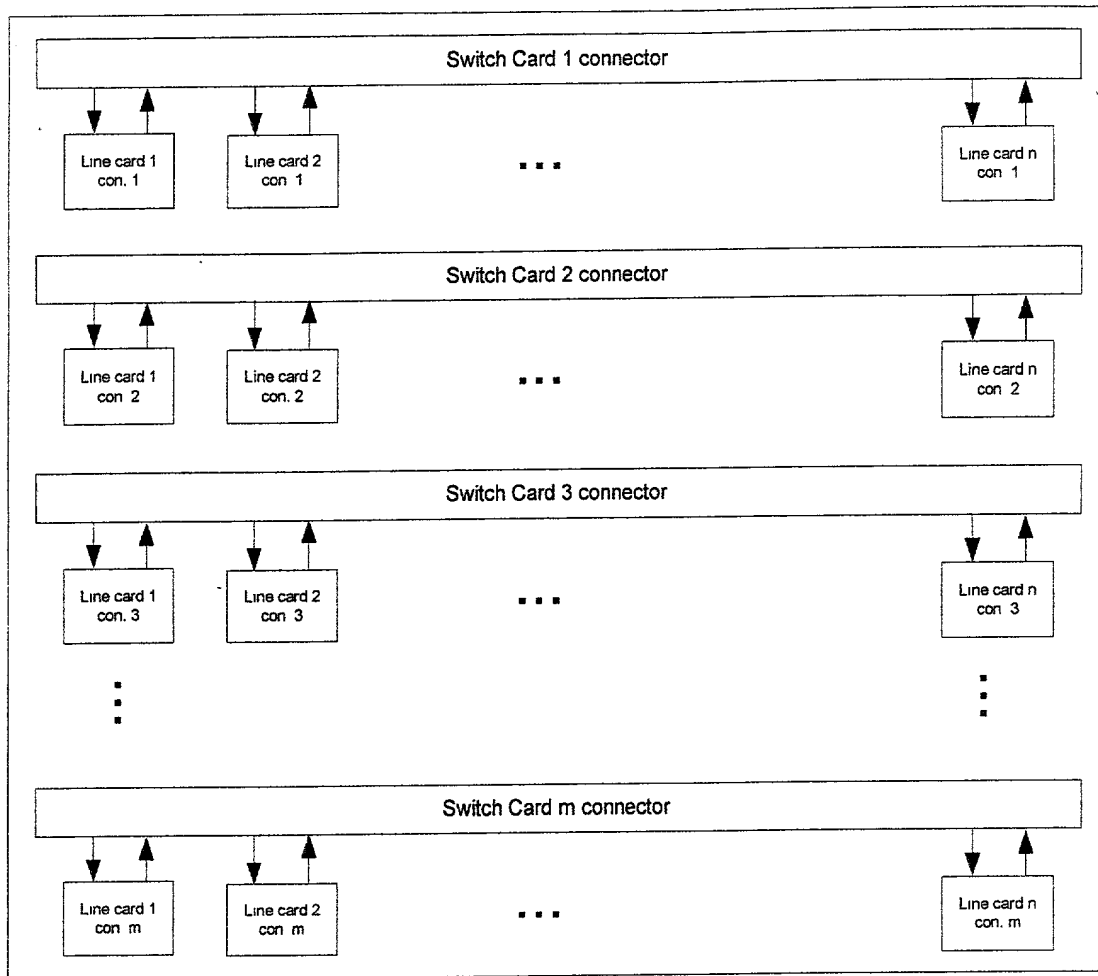 Switch Card 1 connector
Line card 1
con. 1
Line card 2
con 1
Line card n
con 1
Switch Card 2 connector
Line card 1
con 2
Line card 2
con. 2
Line card n
con 2
Switch Card 3 connector
Line card 1
con. 3
Line card 2
con 3
Line card n
con 3
Switch Card m connector
Line card 1
con m
Line card 2
con m
Line card n
con. m